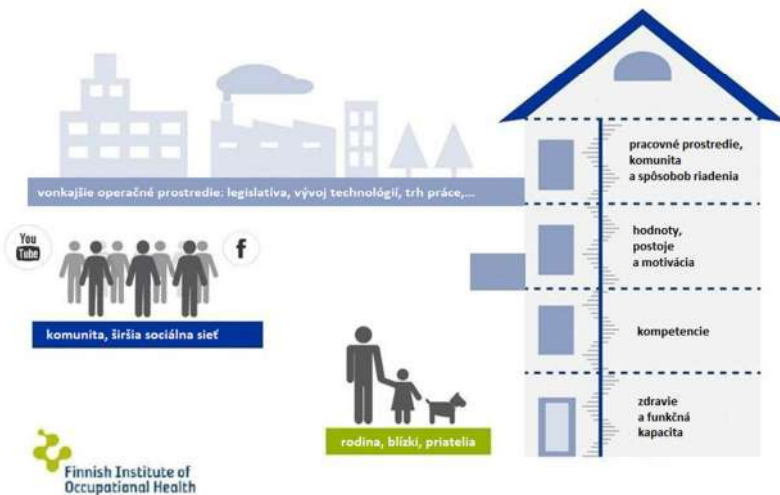 vonkajšie operačné prostredie: legislatíva, vývoj technológií, trh práce,...
You
Tube
f
komunita, širšia sociálna sieť
rodina, blízki, priatelia
pracovné prostredie,
komunita
a spôsobob riadenia
hodnoty,
postoje
a motivácia
kompetencie
zdravie
a funkčná
kapacita
Finnish Institute of
Occupational Health